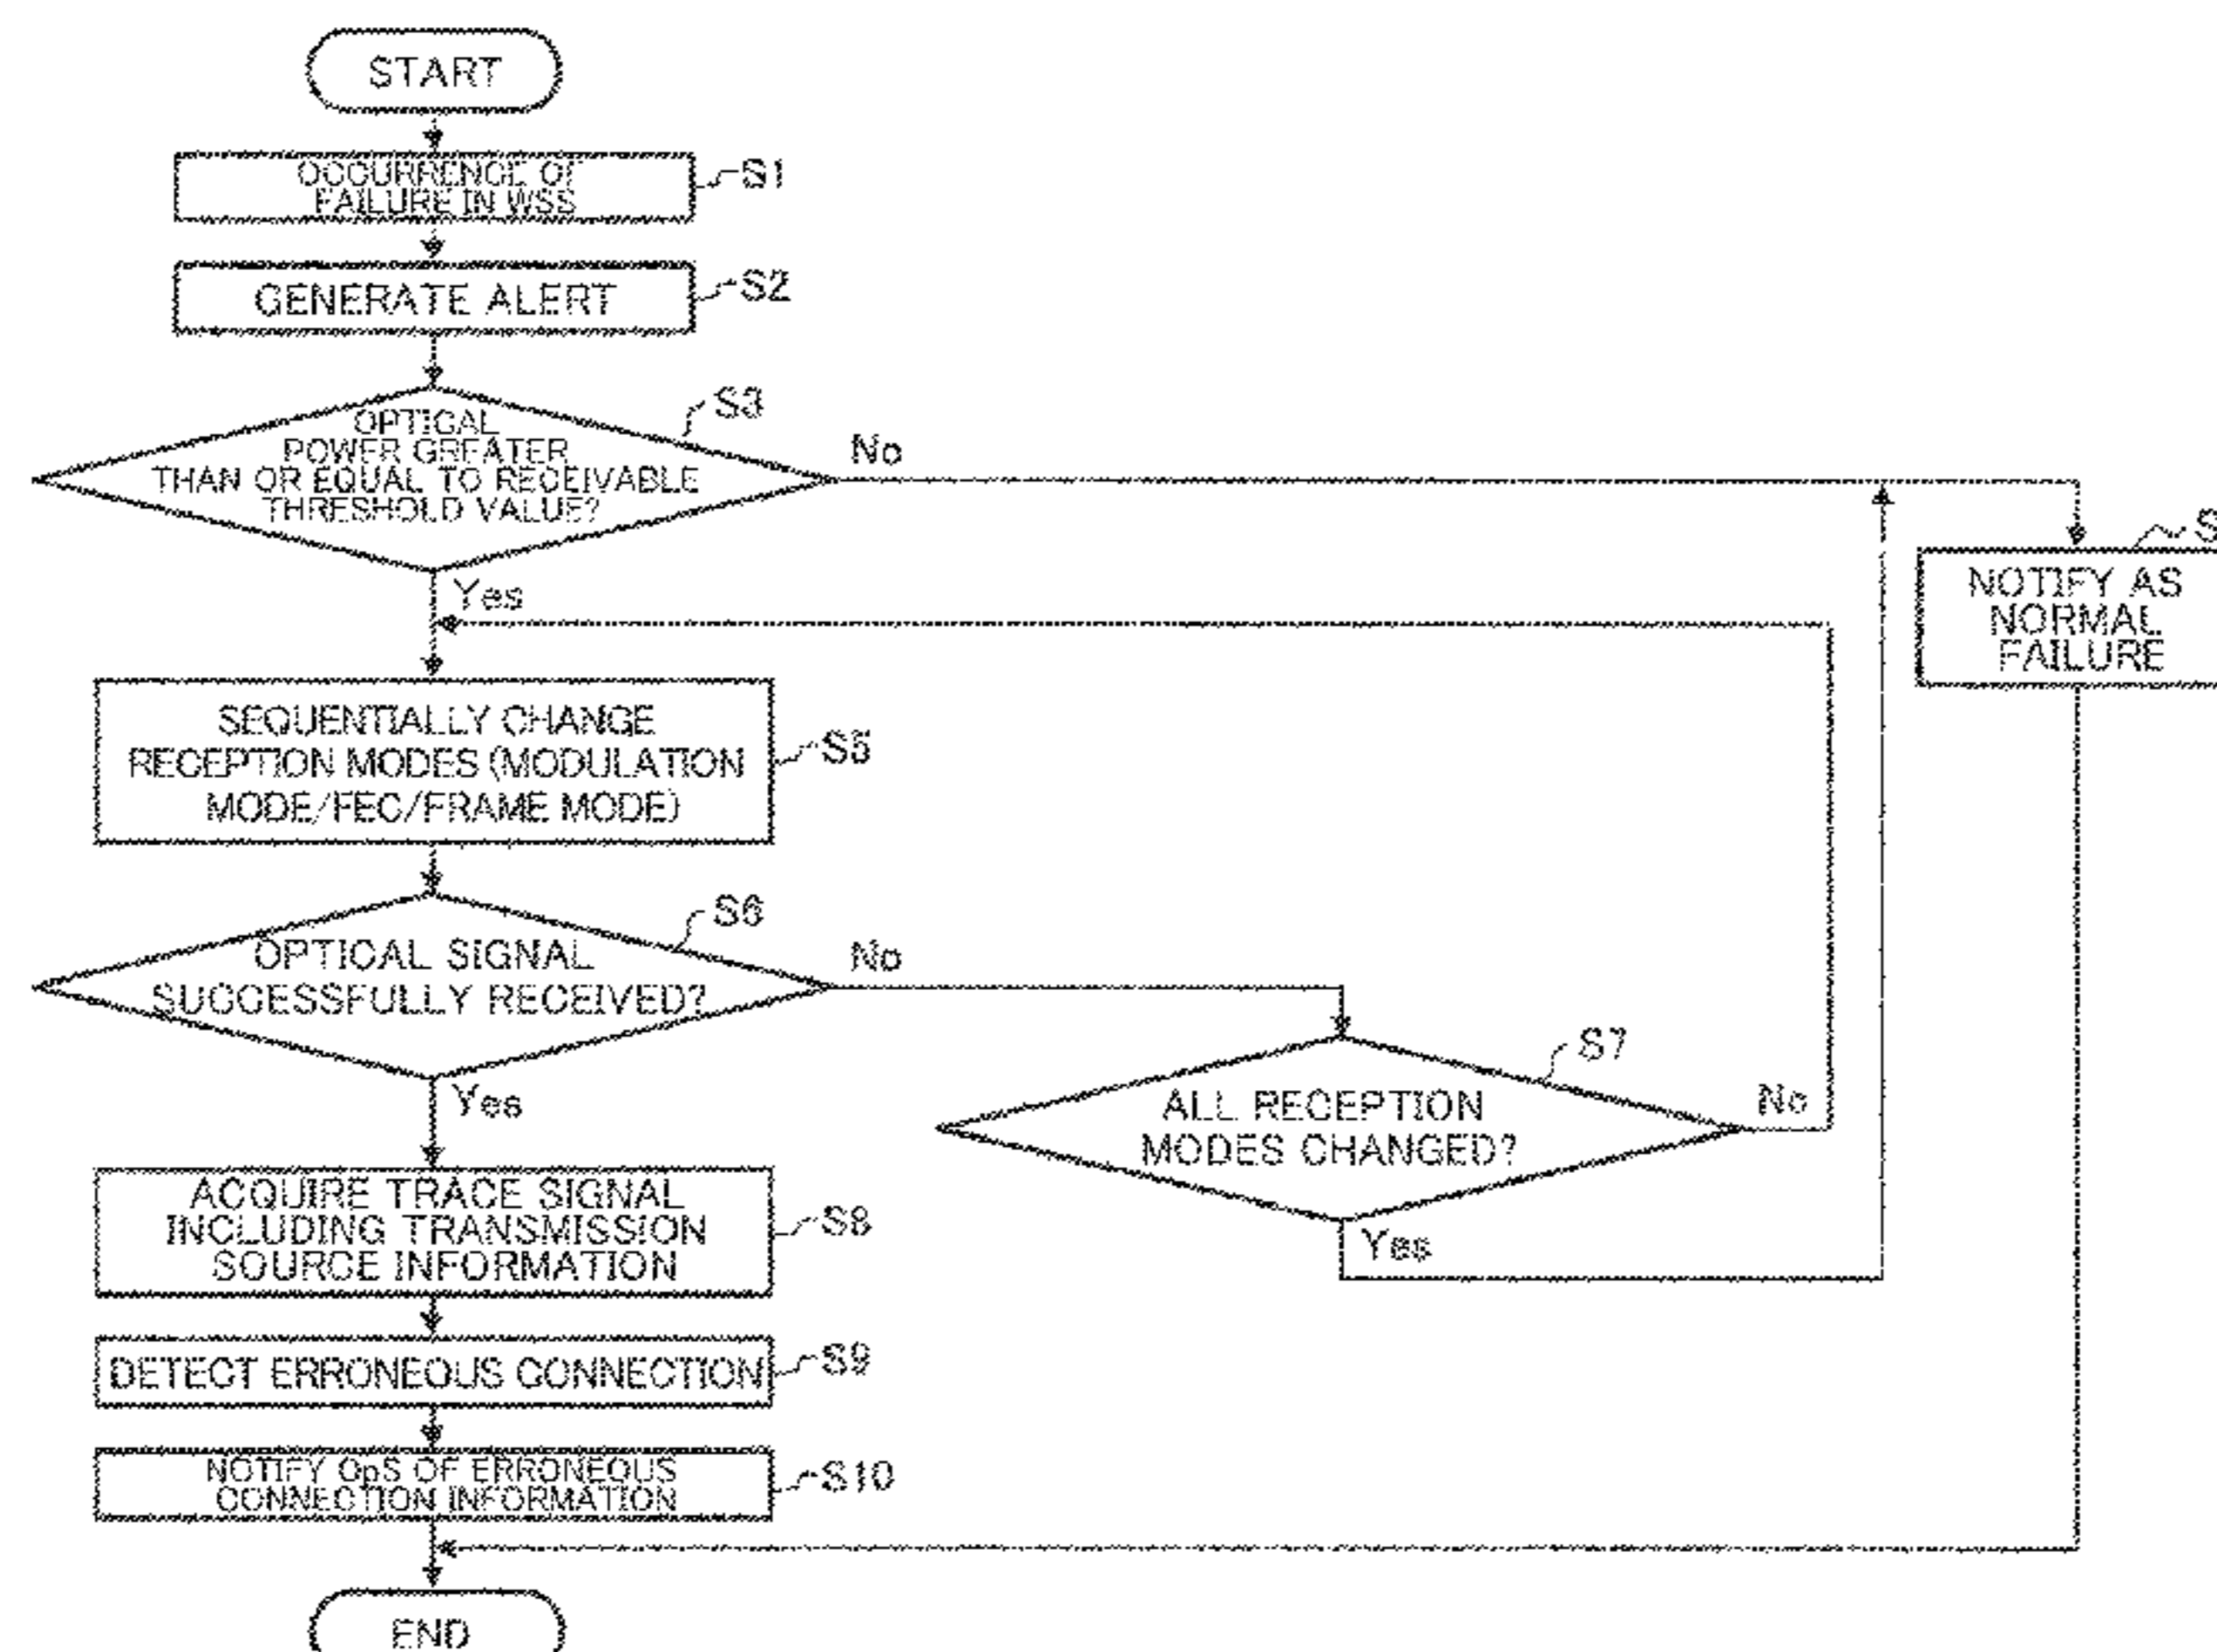 START
OCCURRENCE OF
FAILURE IN WSS
S1
GENERATE ALERT
S2
OPTICAL
POWER GREATER
THAN OR EQUAL TO RECEIVABLE
THRESHOLD VALUE?
S3
No
Yes
S
NOTIFY AS
NORMAL
FAILURE
SEQUENTIALLY CHANGE
RECEPTION MODES (MODULATION
MODE/FEC/FRAME MODE)
S5
OPTICAL SIGNAL
SUCCESSFULLY RECEIVED?
S6
No
Yes
ALL RECEPTION
MODES CHANGED?
S7
No
Yes
ACQUIRE TRACE SIGNAL
INCLUDING TRANSMISSION
SOURCE INFORMATION
S8
DETECT ERRONEOUS CONNECTION
S9
NOTIFY OpS OF ERRONEOUS
CONNECTION INFORMATION
S10
END